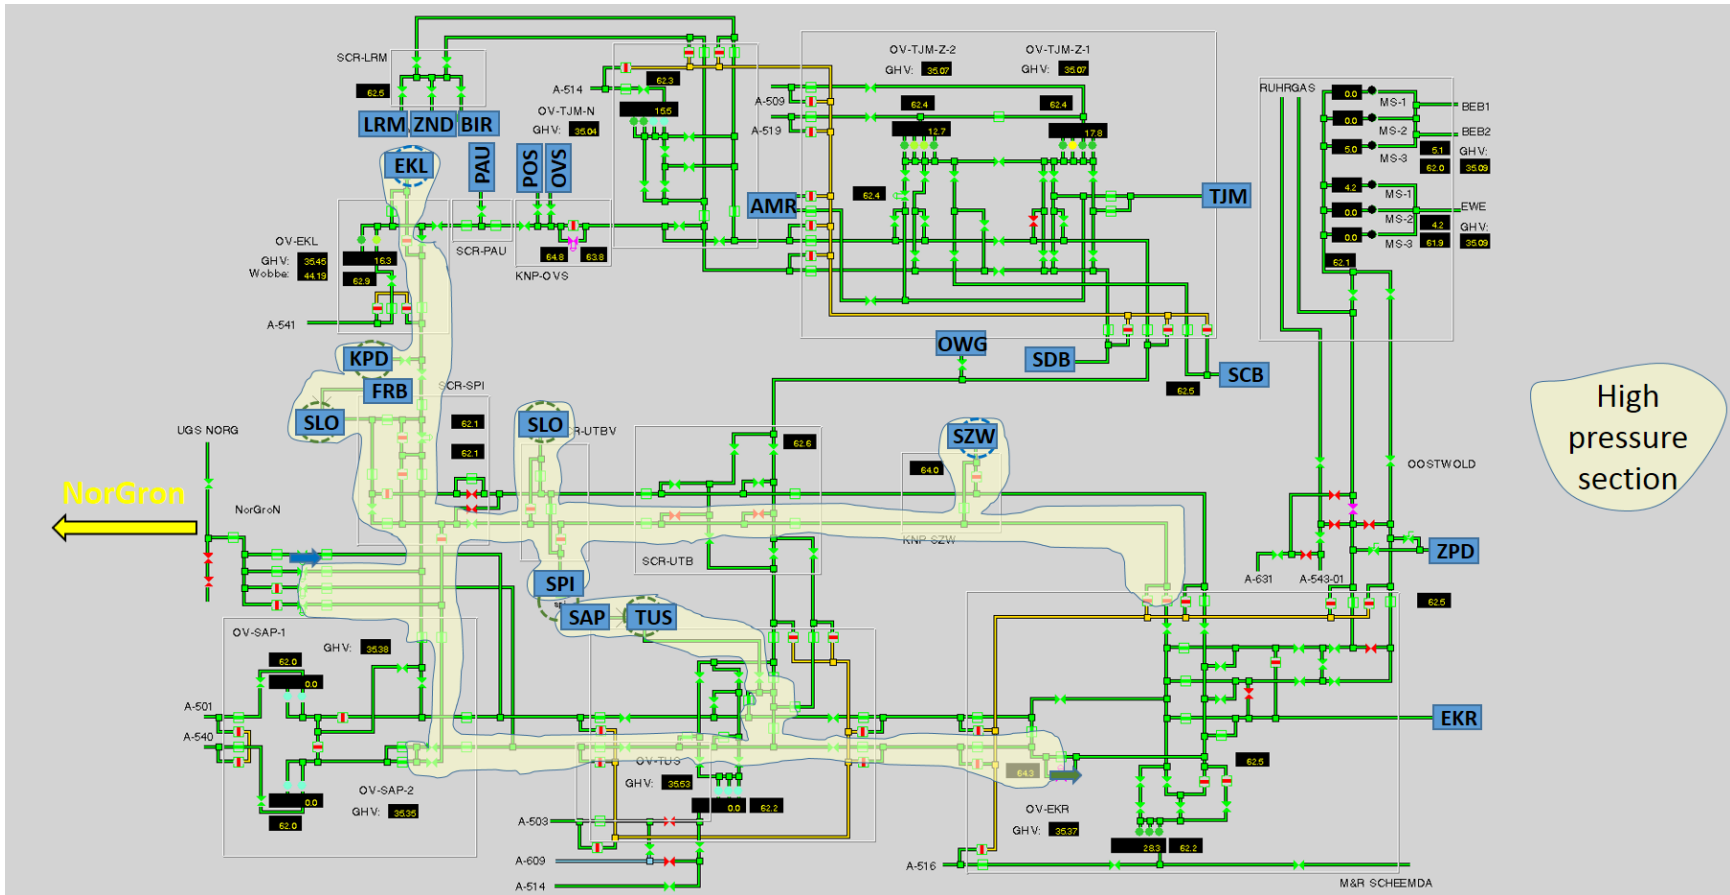 SCR-LRM
62.5
LRM ZND BIR
EKL
PAU
POS
OVS
A-514
62.3
15.5
OV-TJM-N
GHV: 35.04
OV-TJM-Z-2
GHV: 35.07
OV-TJM-Z-1
GHV: 35.07
A-509
A-519
62.4
12.7
62.4
17.8
62.4
AMR
TJM
RUHRGAS
0.0
MS-1
BEB1
0.0
MS-2
BEB2
5.0
MS-3
5.1
GHV:
62.0
35.09
4.2
MS-1
EWE
0.0
MS-2
4.2
GHV:
0.0
MS-3
61.9
35.09
62.1
OV-EKL
GHV: 35.45
Wobbe: 44.19
16.3
62.9
A-541
SCR-PAU
KNP-OVS
64.8
63.8
OWG
SDB
SCB
62.5
KPD
FRB
SLO
SCR-SPI
62.1
62.1
SLO
R-UTBV
62.6
SZW
64.0
KNP-SZW
High
pressure
section
UGS NORG
NorGron
NorGroN
SCR-UTB
SPI
SAP
TUS
OOSTWOLD
ZPD
A-631
A-543-01
62.5
OV-SAP-1
GHV: 35.38
62.0
0.0
A-501
A-540
0.0
62.0
OV-SAP-2
GHV: 35.35
OV-TUS
GHV: 35.53
0.0
62.2
A-503
A-609
A-514
EKR
62.5
64.3
OV-EKR
GHV: 35.37
28.3
62.2
A-516
M&R SCHEEMDA